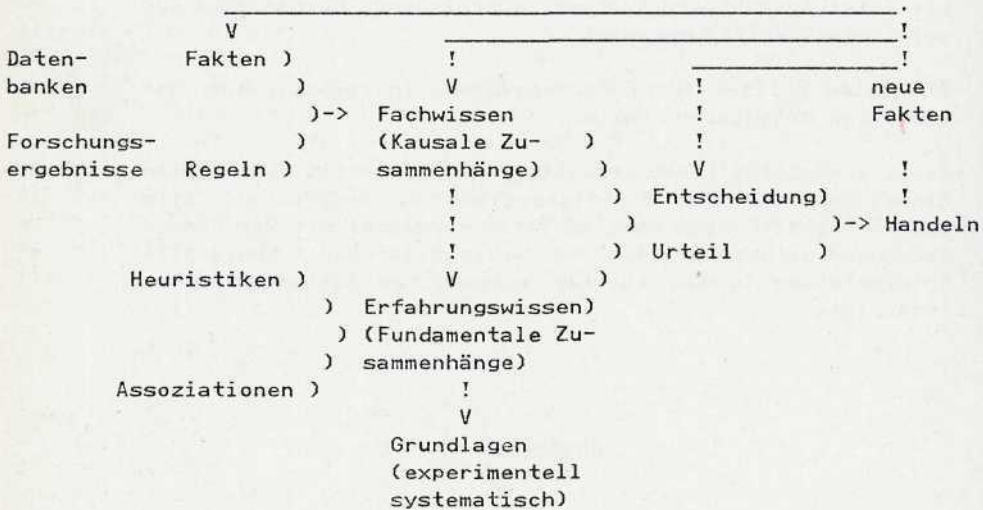 V !
Daten- Fakten ) ! !
banken ) V ! neue
)-> Fachwissen ! Fakten
Forschungs- ) (Kausale Zu- ) !
ergebnisse Regeln ) sammenhänge) ) V !
! ) Entscheidung) !
! ) )-> Handeln
! ) Urteil )
Heuristiken ) V )
) Erfahrungswissen)
) (Fundamentale Zu-
) sammenhänge)
Assoziationen ) !
V
Grundlagen
(experimentell
systematisch)